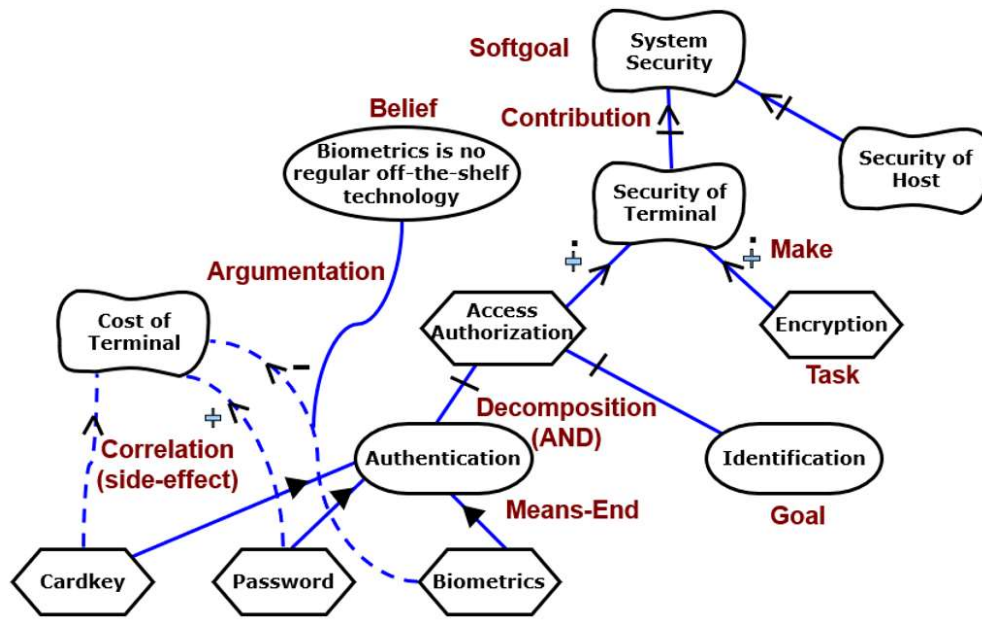 System
Security
Softgoal
Belief
Contribution
Biometrics is no
regular off-the-shelf
technology
Security of
Host
Security of
Terminal
Argumentation
Make
Access
Authorization
Encryption
Cost of
Terminal
Task
Decomposition
(AND)
Correlation
(side-effect)
Authentication
Identification
Means-End
Goal
Cardkey
Password
Biometrics